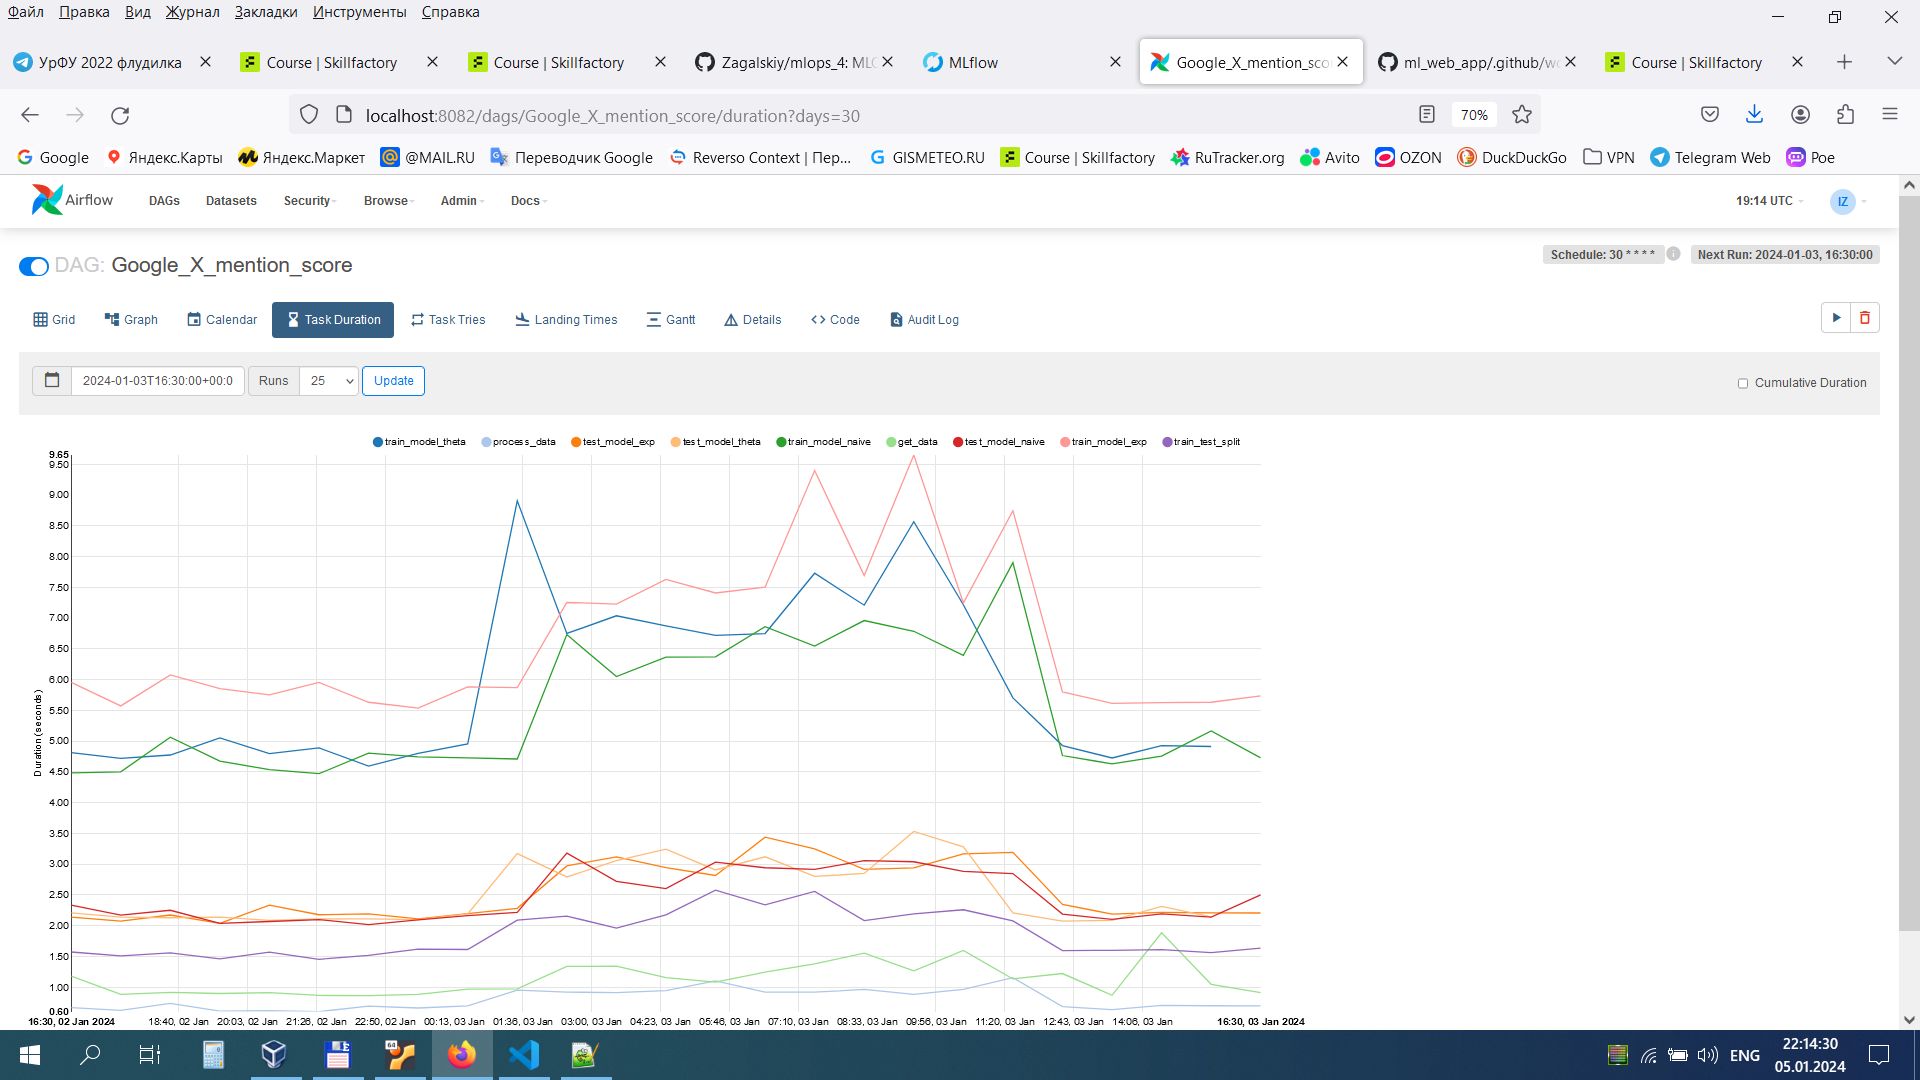 Файл Правка Вид Журнал Закладки Инструменты Справка
УрФУ 2022 флудилка Course | Skillfactory Course | Skillfactory Zagalskiy/mlops_4: MLO MLflow Google_X_mention_sco ml_web_app/.github/wo Course | Skillfactory
localhost:8082/dags/Google_X_mention_score/duration?days=30 70%
Google Яндекс.Карты Яндекс.Маркет @MAIL.RU Переводчик Google Reverso Context | Пер... GISMETEO.RU Course | Skillfactory RuTracker.org Avito OZON DuckDuckGo VPN Telegram Web Poe
Airflow DAGs Datasets Security Browse Admin Docs 19:14 UTC IZ
Schedule: 30 * * * * Next Run: 2024-01-03, 16:30:00
DAG: Google_X_mention_score
Grid Graph Calendar Task Duration Task Tries Landing Times Gantt Details Code Audit Log
2024-01-03T16:30:00+00:0 Runs 25 Update Cumulative Duration
train_model_theta process_data test_model_exp test_model_theta train_model_naive get_data test_model_naive train_model_exp train_test_split
9.65
9.50
9.00
8.50
8.00
7.50
7.00
6.50
6.00
5.50
5.00
4.50
4.00
3.50
3.00
2.50
2.00
1.50
1.00
0.60
Duration (seconds)
16:30, 02 Jan 2024 18:40, 02 Jan 20:03, 02 Jan 21:26, 02 Jan 22:50, 02 Jan 00:13, 03 Jan 01:36, 03 Jan 03:00, 03 Jan 04:23, 03 Jan 05:46, 03 Jan 07:10, 03 Jan 08:33, 03 Jan 09:56, 03 Jan 11:20, 03 Jan 12:43, 03 Jan 14:06, 03 Jan 16:30, 03 Jan 2024
64
ENG 22:14:30
05.01.2024